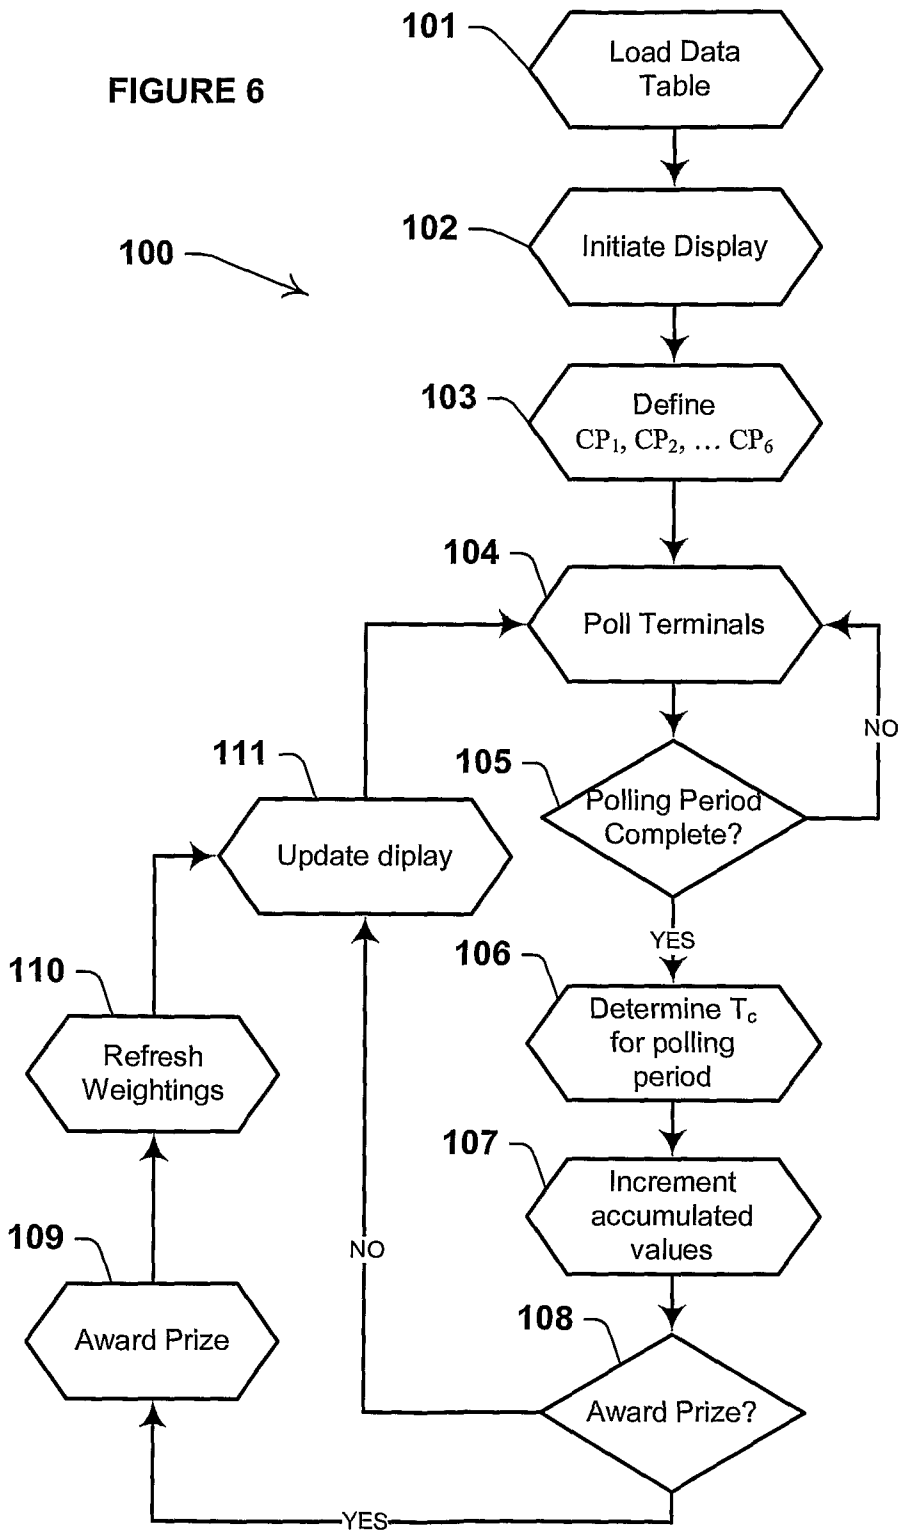 FIGURE 6
100
101
Load Data
Table
102
Initiate Display
103
Define
CP₁, CP₂, … CP₆
104
Poll Terminals
NO
105
Polling Period
Complete?
YES
106
Determine T꜀
for polling
period
107
Increment
accumulated
values
108
Award Prize?
NO
YES
109
Award Prize
110
Refresh
Weightings
111
Update diplay